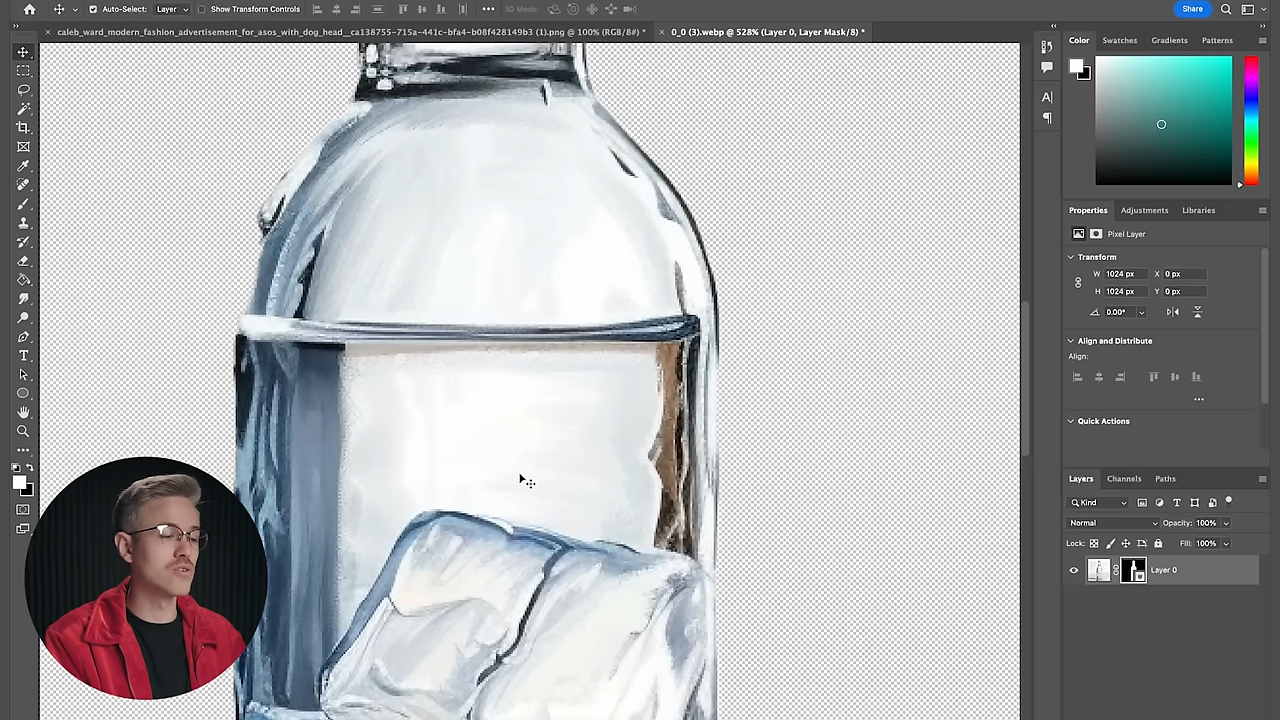 Auto-Select: Layer Show Transform Controls ••• 3D Mode: Share
× caleb_ward_modern_fashion_advertisement_for_asos_with_dog_head__ca138755-715a-441c-bfa4-b08f428149b3 (1).png @ 100% (RGB/8#) * × 0_0 (3).webp @ 528% (Layer 0, Layer Mask/8) *
Color Swatches Gradients Patterns
Properties Adjustments Libraries
Pixel Layer
Transform
W 1024 px X 0 px
H 1024 px Y 0 px
0.00°
Align and Distribute
Align:
•••
Quick Actions
Layers Channels Paths
Kind
Normal Opacity: 100%
Lock: Fill: 100%
Layer 0